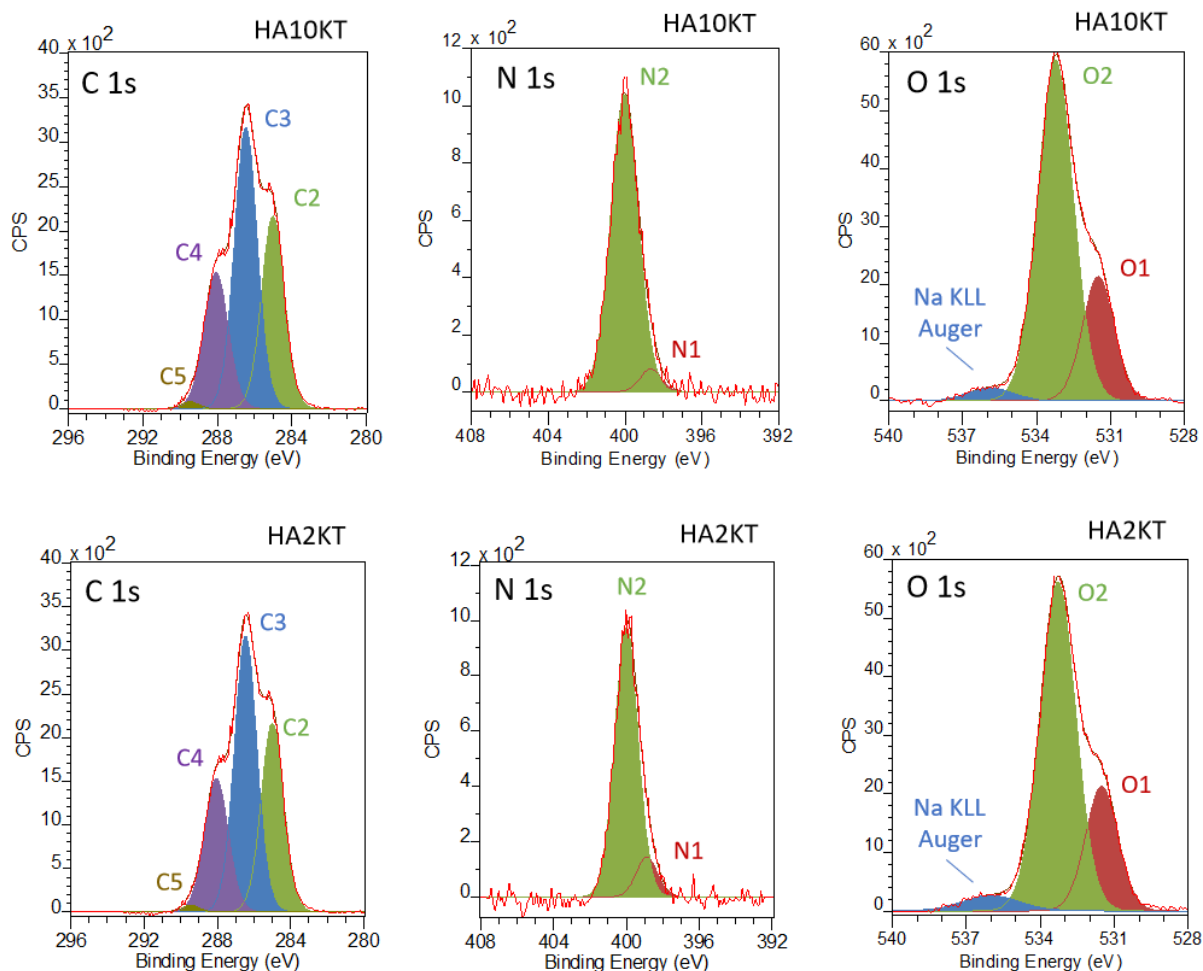 HA10KT
40 x 10²
C 1s
35
30
25
20
15
10
5
0
CPS
C3
C2
C4
C5
296 292 288 284 280
Binding Energy (eV)
HA10KT
12 x 10²
N 1s
10
8
6
4
2
0
CPS
N2
N1
408 404 400 396 392
Binding Energy (eV)
HA10KT
60 x 10²
O 1s
50
40
30
20
10
0
CPS
O2
O1
Na KLL
Auger
540 537 534 531 528
Binding Energy (eV)
HA2KT
40 x 10²
C 1s
35
30
25
20
15
10
5
0
CPS
C3
C2
C4
C5
296 292 288 284 280
Binding Energy (eV)
HA2KT
12 x 10²
N 1s
10
8
6
4
2
0
CPS
N2
N1
408 404 400 396 392
Binding Energy (eV)
HA2KT
60 x 10²
O 1s
50
40
30
20
10
0
CPS
O2
O1
Na KLL
Auger
540 537 534 531 528
Binding Energy (eV)